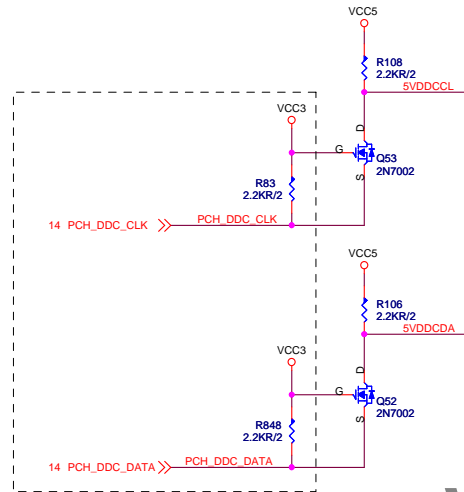 VCC5
R108
2.2KR/2
5VDDCCL
VCC3
D
G
Q53
2N7002
S
R83
2.2KR/2
14 PCH_DDC_CLK
PCH_DDC_CLK
VCC5
R106
2.2KR/2
5VDDCDA
VCC3
D
G
Q52
2N7002
S
R848
2.2KR/2
14 PCH_DDC_DATA
PCH_DDC_DATA